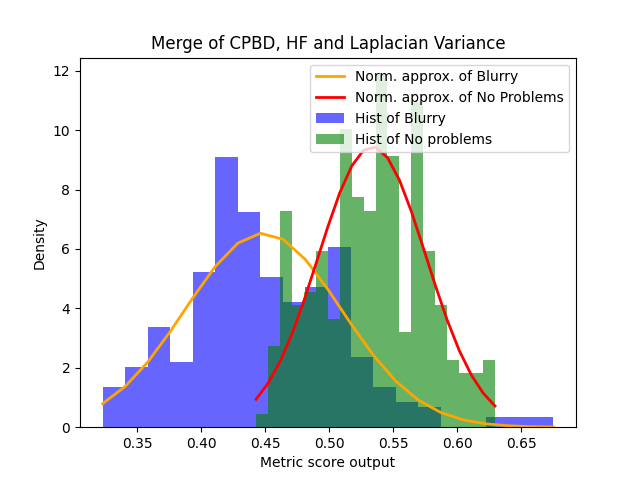 Merge of CPBD, HF and Laplacian Variance
Norm. approx. of Blurry
Norm. approx. of No Problems
Hist of Blurry
Hist of No problems
Density
12
10
8
6
4
2
0
0.35 0.40 0.45 0.50 0.55 0.60 0.65
Metric score output